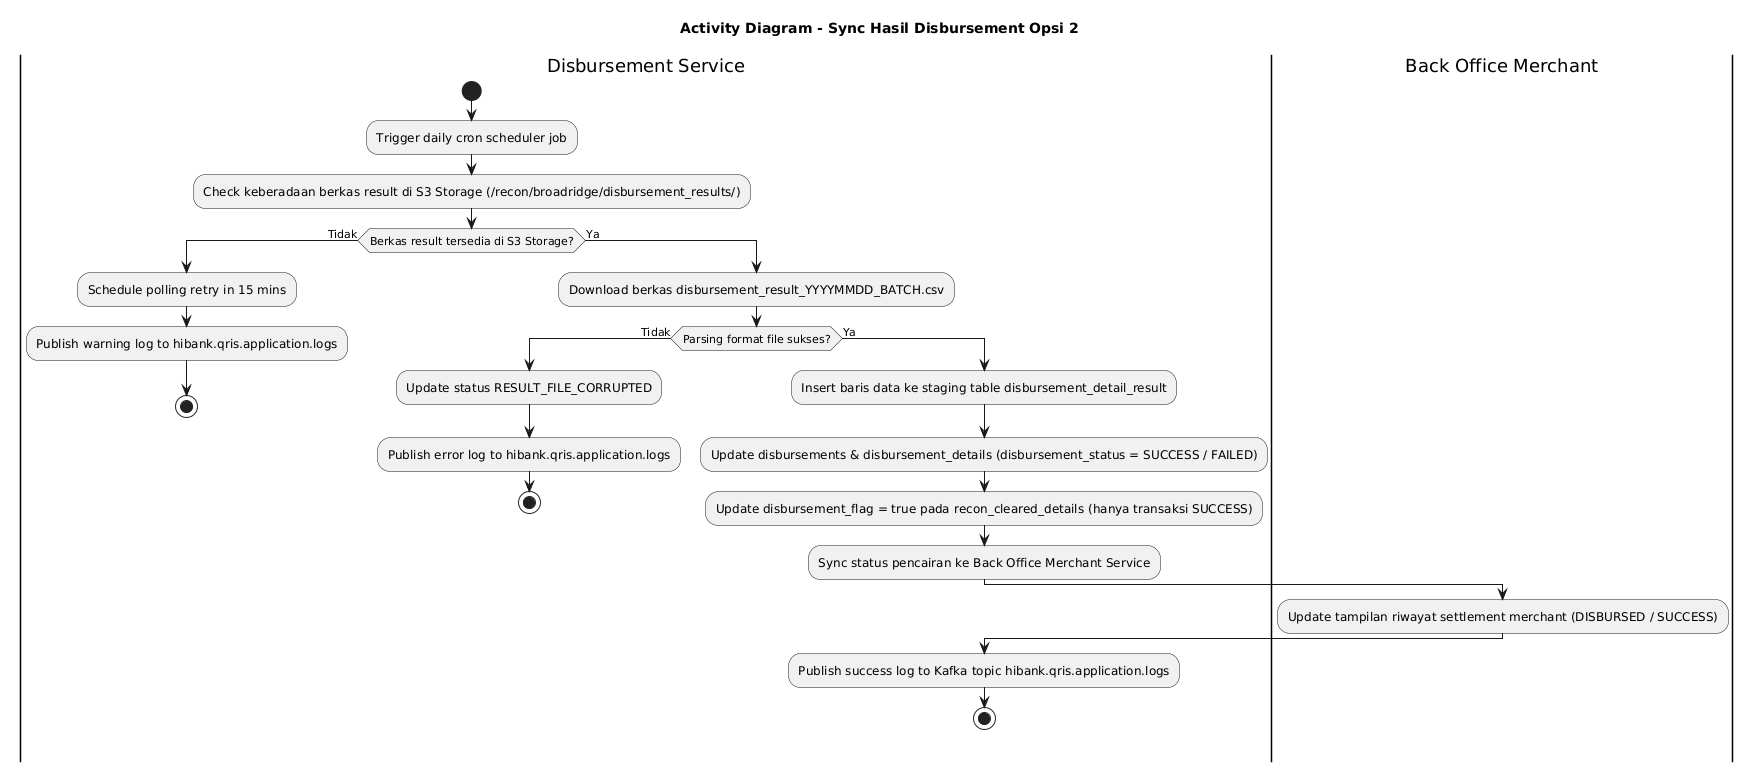 Activity Diagram - Sync Hasil Disbursement Opsi 2
Disbursement Service
Back Office Merchant
Trigger daily cron scheduler job
Check keberadaan berkas result di S3 Storage (/recon/broadridge/disbursement_results/)
Tidak
Berkas result tersedia di S3 Storage?
Ya
Schedule polling retry in 15 mins
Download berkas disbursement_result_YYYYMMDD_BATCH.csv
Publish warning log to hibank.qris.application.logs
Tidak
Parsing format file sukses?
Ya
Update status RESULT_FILE_CORRUPTED
Insert baris data ke staging table disbursement_detail_result
Publish error log to hibank.qris.application.logs
Update disbursements & disbursement_details (disbursement_status = SUCCESS / FAILED)
Update disbursement_flag = true pada recon_cleared_details (hanya transaksi SUCCESS)
Sync status pencairan ke Back Office Merchant Service
Update tampilan riwayat settlement merchant (DISBURSED / SUCCESS)
Publish success log to Kafka topic hibank.qris.application.logs